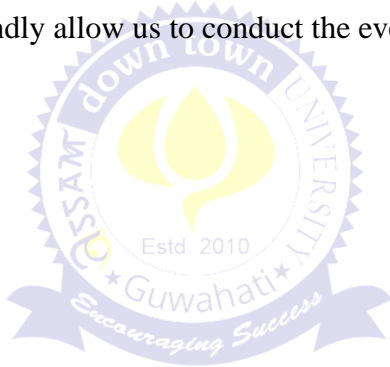 ndly allow us to conduct the eve
ASSAM down town UNIVERSITY
Estd. 2010
★Guwahati★
Encouraging Success